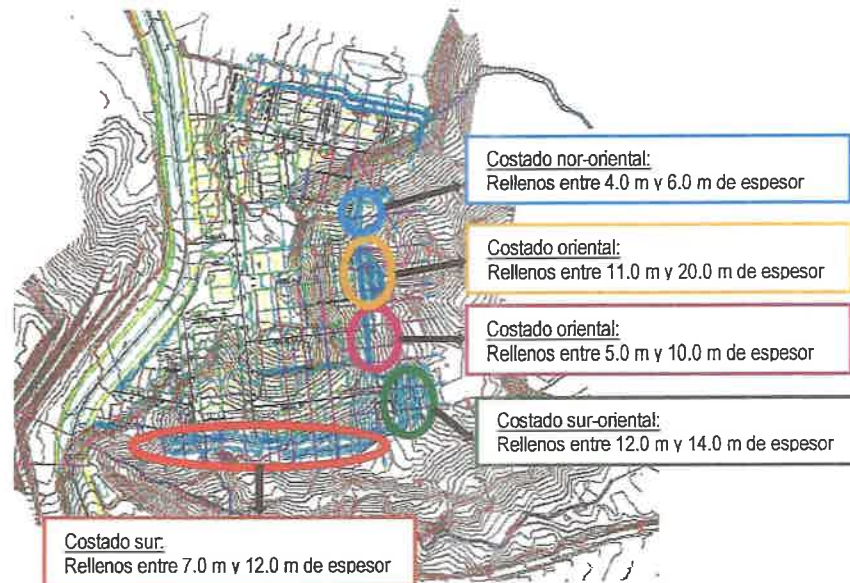 Costado nor-oriental:
Rellenos entre 4.0 m y 6.0 m de espesor
Costado oriental:
Rellenos entre 11.0 m y 20.0 m de espesor
Costado oriental:
Rellenos entre 5.0 m y 10.0 m de espesor
Costado sur-oriental:
Rellenos entre 12.0 m y 14.0 m de espesor
Costado sur:
Rellenos entre 7.0 m y 12.0 m de espesor